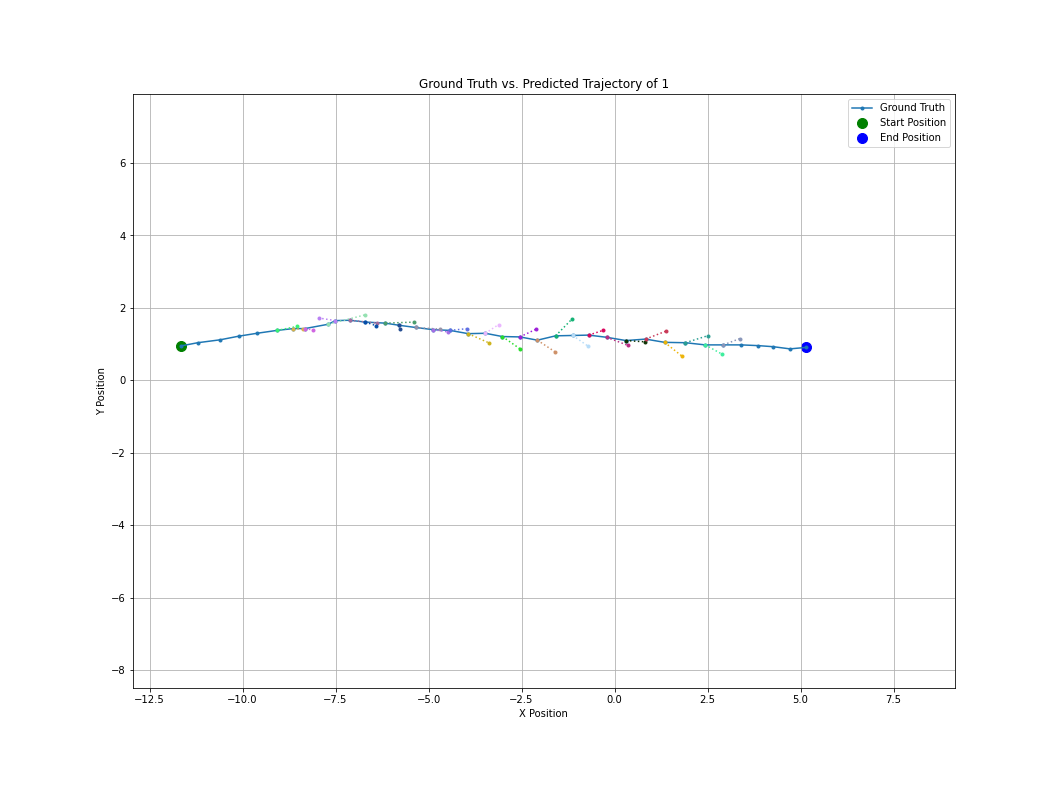 Ground Truth vs. Predicted Trajectory of 1
Ground Truth
Start Position
End Position
Y Position
6
4
2
0
−2
−4
−6
−8
−12.5 −10.0 −7.5 −5.0 −2.5 0.0 2.5 5.0 7.5
X Position